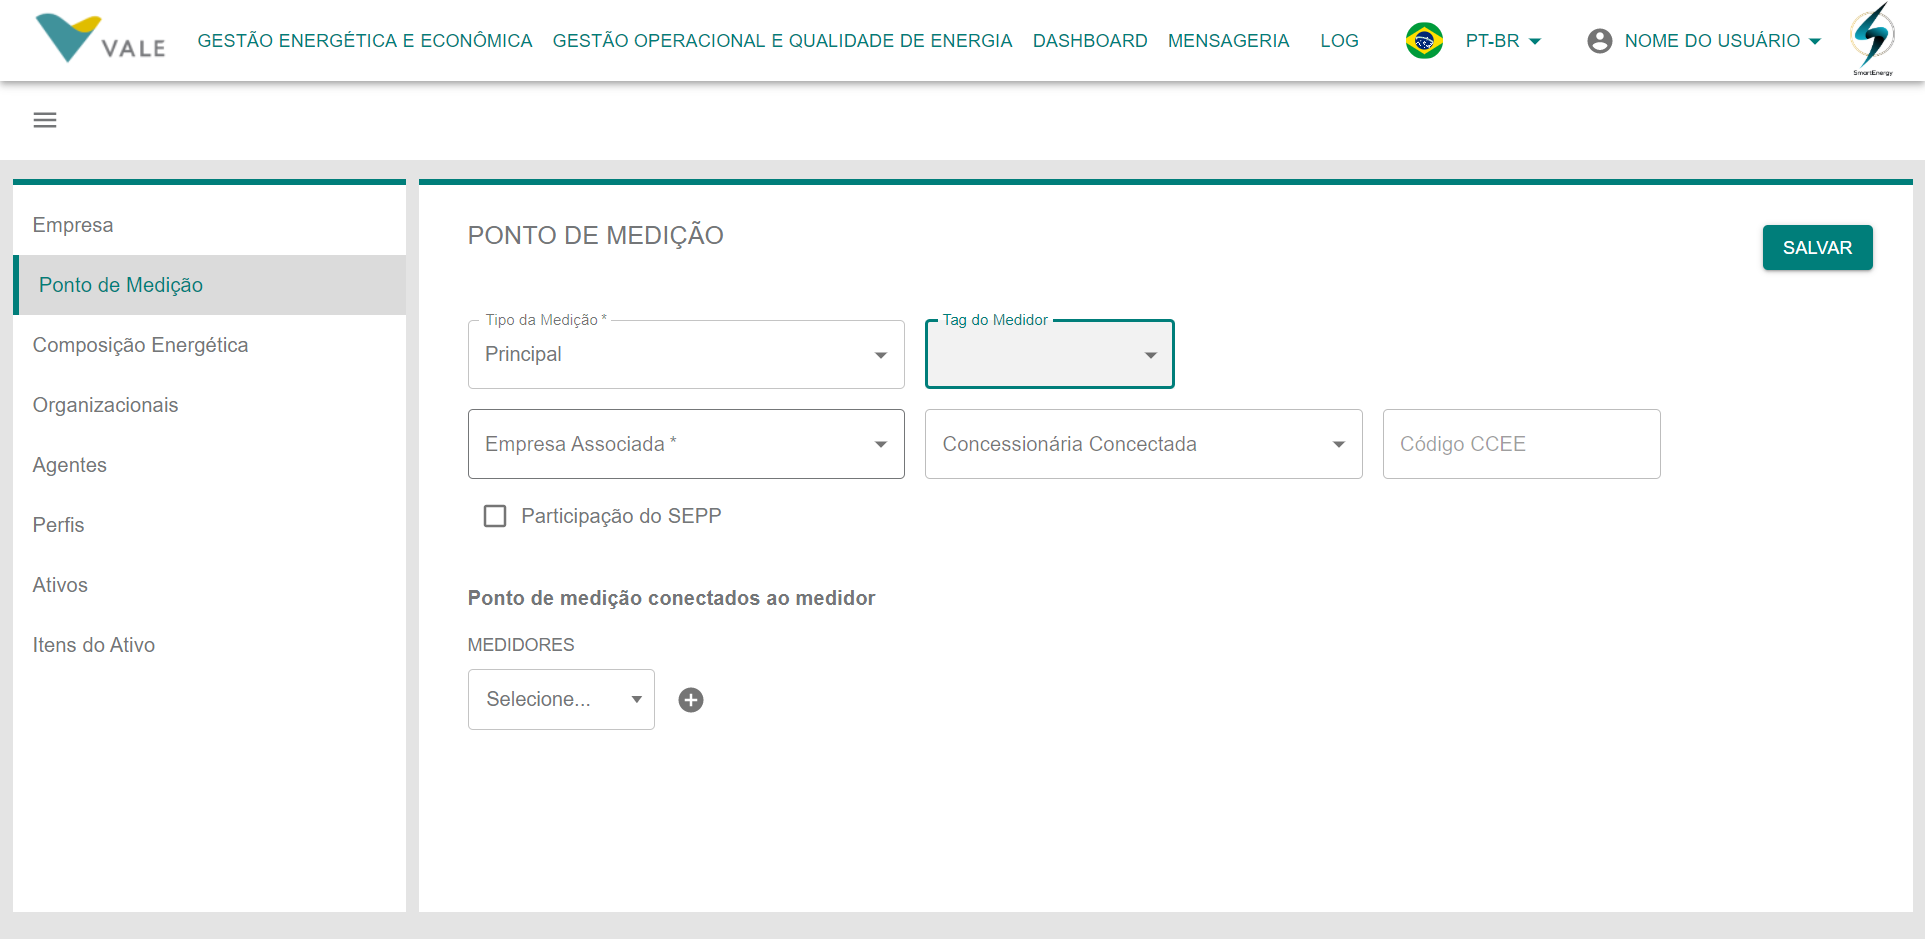 VALE
GESTÃO ENERGÉTICA E ECONÔMICA
GESTÃO OPERACIONAL E QUALIDADE DE ENERGIA
DASHBOARD
MENSAGERIA
LOG
PT-BR
NOME DO USUÁRIO
SmartEnergy
Empresa
Ponto de Medição
Composição Energética
Organizacionais
Agentes
Perfis
Ativos
Itens do Ativo
PONTO DE MEDIÇÃO
SALVAR
Tipo da Medição *
Principal
Tag do Medidor
Empresa Associada *
Concessionária Concectada
Código CCEE
Participação do SEPP
Ponto de medição conectados ao medidor
MEDIDORES
Selecione...